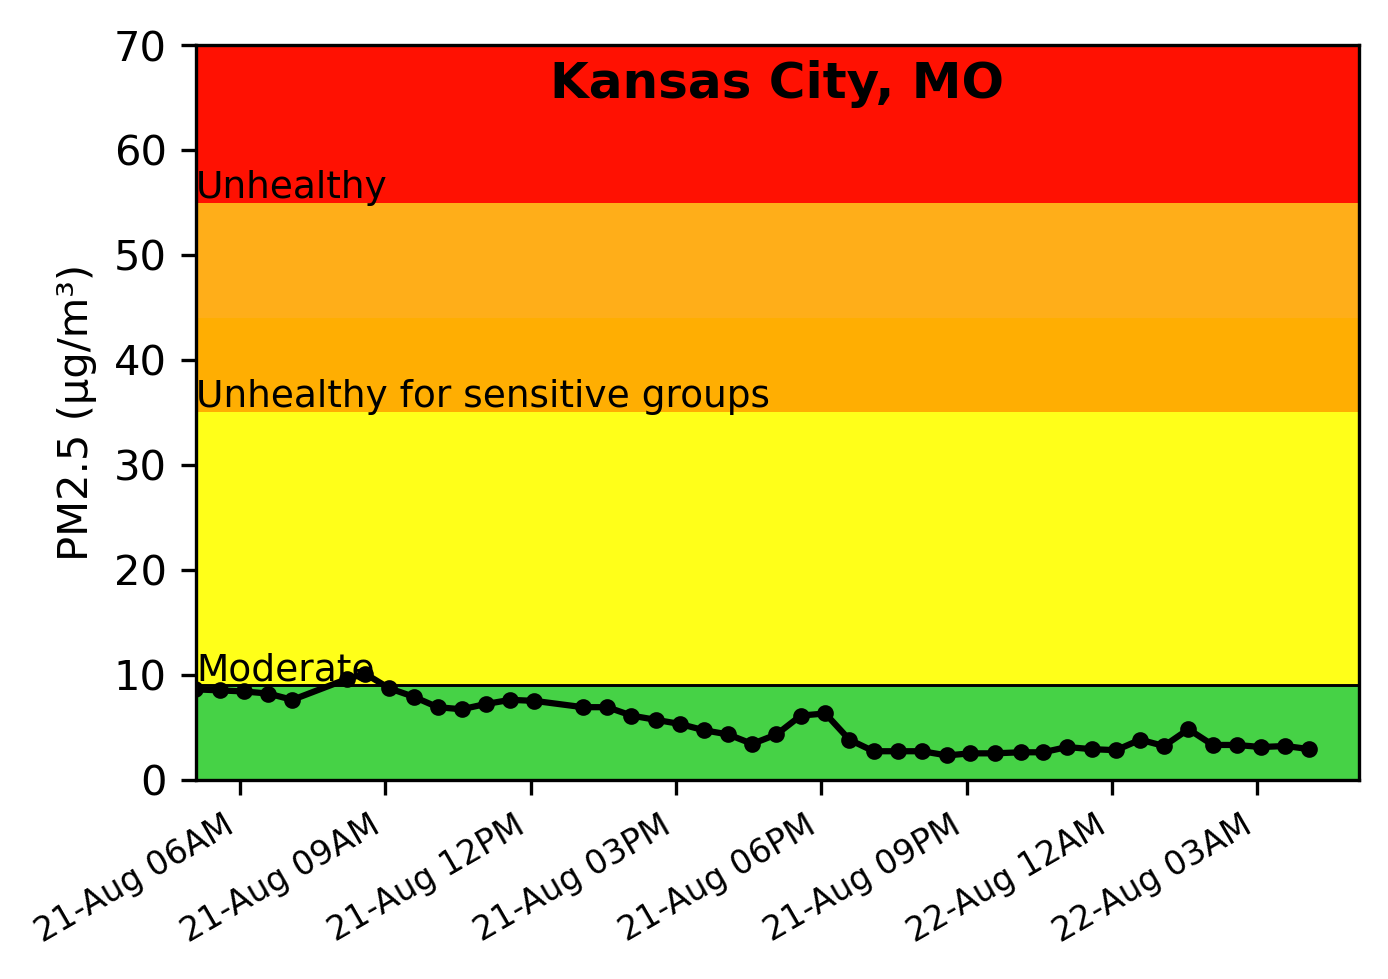 Kansas City, MO
70
60
50
40
30
20
10
0
PM2.5 (µg/m³)
Unhealthy
Unhealthy for sensitive groups
Moderate
21-Aug 06AM
21-Aug 09AM
21-Aug 12PM
21-Aug 03PM
21-Aug 06PM
21-Aug 09PM
22-Aug 12AM
22-Aug 03AM